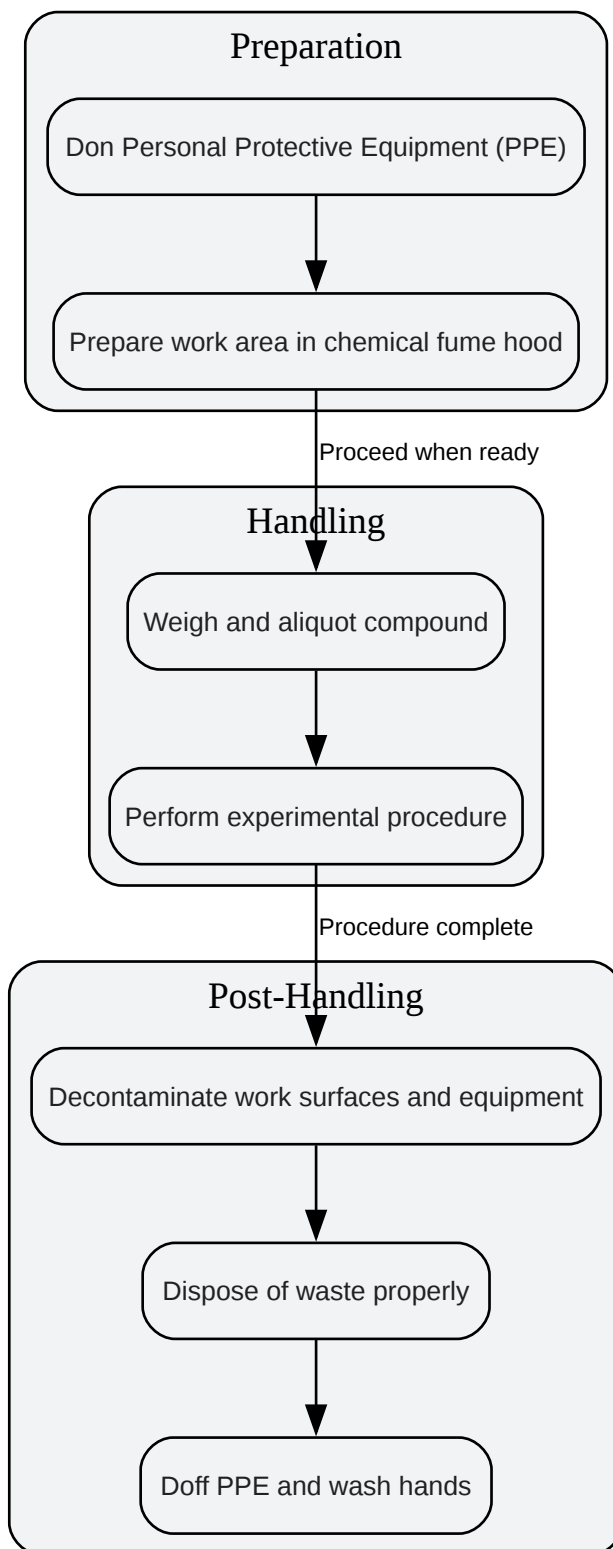 Preparation
Don Personal Protective Equipment (PPE)
Prepare work area in chemical fume hood
Proceed when ready
Handling
Weigh and aliquot compound
Perform experimental procedure
Procedure complete
Post-Handling
Decontaminate work surfaces and equipment
Dispose of waste properly
Doff PPE and wash hands